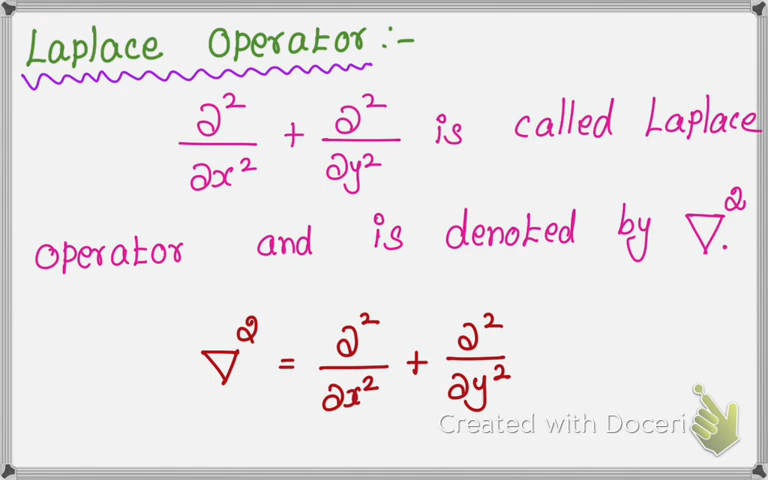 Laplace Operator :-
∂²/∂x² + ∂²/∂y² is called Laplace
operator and is denoted by ∇².
∇² = ∂²/∂x² + ∂²/∂y²
Created with Doceri